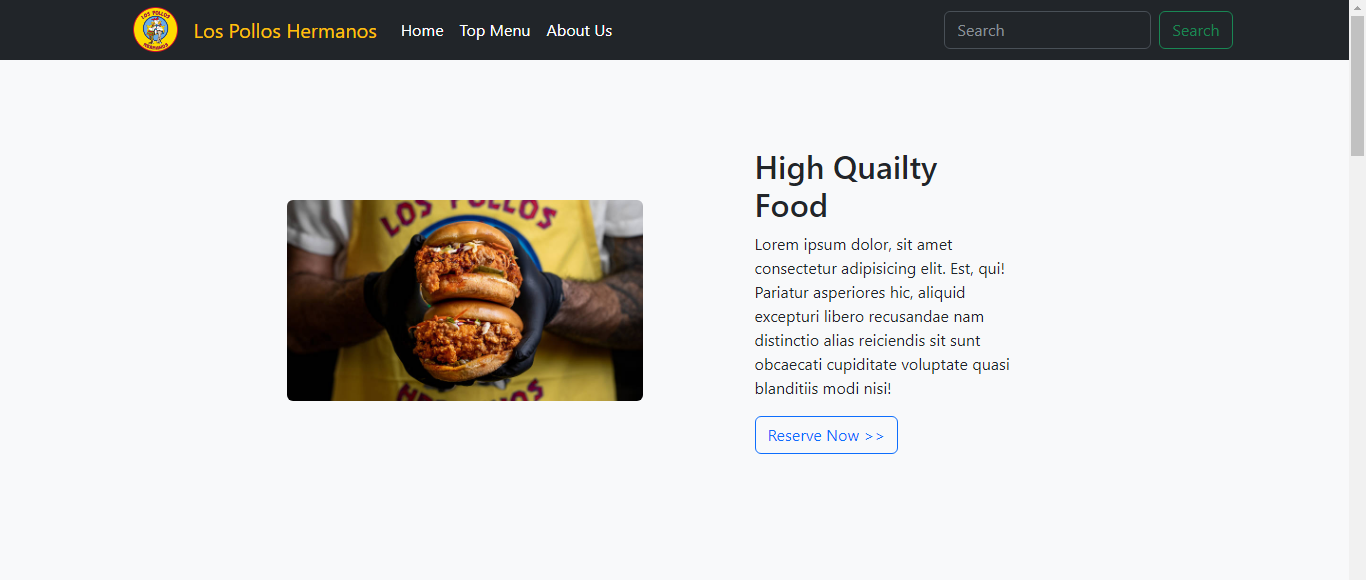 LOS POLLOS
HERMANOS
Los Pollos Hermanos
Home
Top Menu
About Us
Search
Search
High Quailty
Food
Lorem ipsum dolor, sit amet
consectetur adipisicing elit. Est, qui!
Pariatur asperiores hic, aliquid
excepturi libero recusandae nam
distinctio alias reiciendis sit sunt
obcaecati cupiditate voluptate quasi
blanditiis modi nisi!
Reserve Now >>
LOS POLLOS
HERMANOS